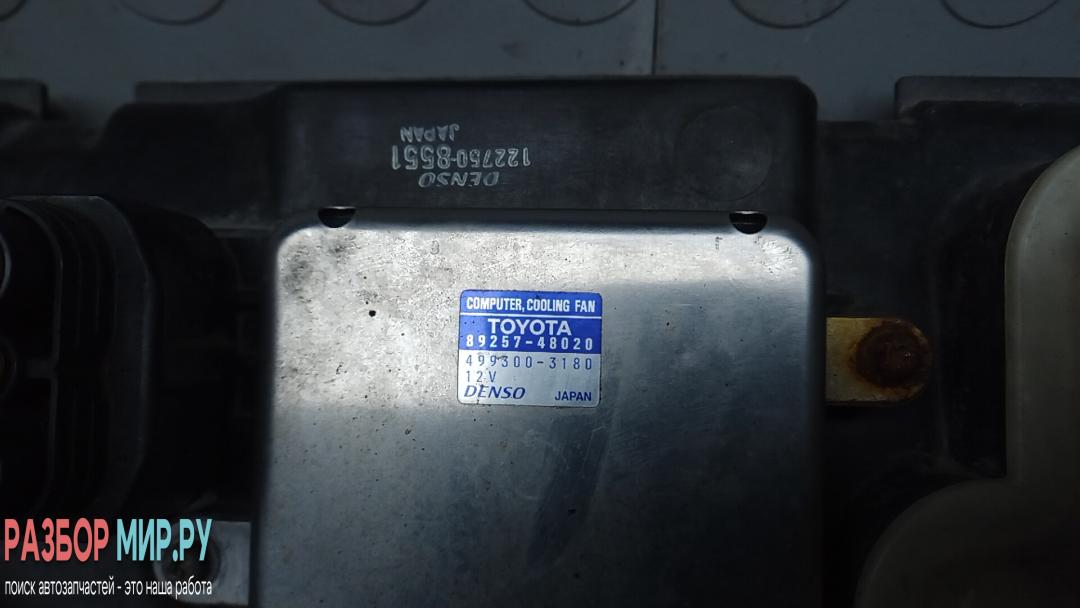 DENSO
122750-8551
JAPAN
COMPUTER, COOLING FAN
TOYOTA
89257-48020
499300-3180
12V
DENSO JAPAN
РАЗБОР МИР.РУ
поиск автозапчастей - это наша работа